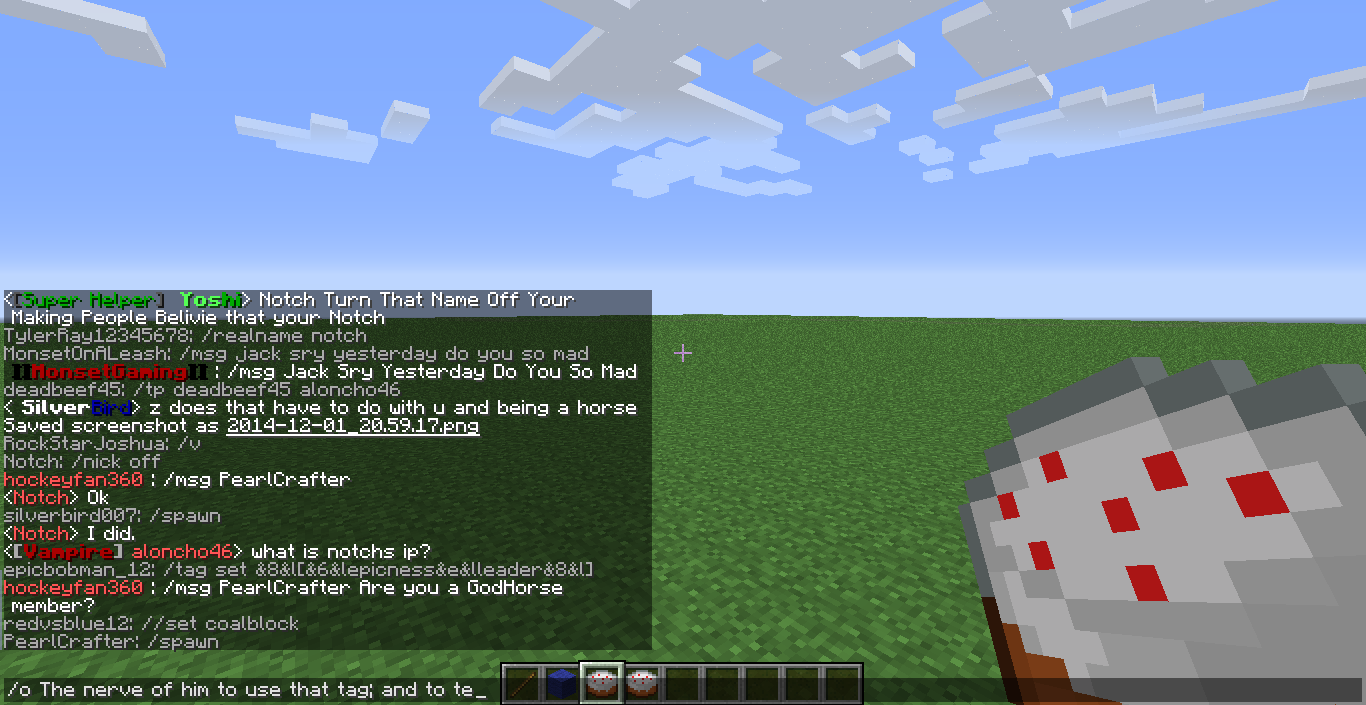 <[Super Helper] Yoshi> Notch Turn That Name Off Your
Making People Belivie that your Notch
TylerRay12345678: /realname notch
MonsetOnALeash: /msg jack sry yesterday do you so mad
[[MonsetGaming]] : /msg Jack Sry Yesterday Do You So Mad
deadbeef45: /tp deadbeef45 aloncho46
< SilverBird> z does that have to do with u and being a horse
Saved screenshot as 2014-12-01_20.59.17.png
RockStarJoshua: /v
Notch: /nick off
hockeyfan360 : /msg PearlCrafter
<Notch> Ok
silverbird007: /spawn
<Notch> I did.
<[Vampire] aloncho46> what is notchs ip?
epicbobman_12: /tag set &8&l[&6&lepicness&e&lleader&8&l]
hockeyfan360 : /msg PearlCrafter Are you a GodHorse
member?
redvsblue12: //set coalblock
PearlCrafter: /spawn
/o The nerve of him to use that tag; and to te_